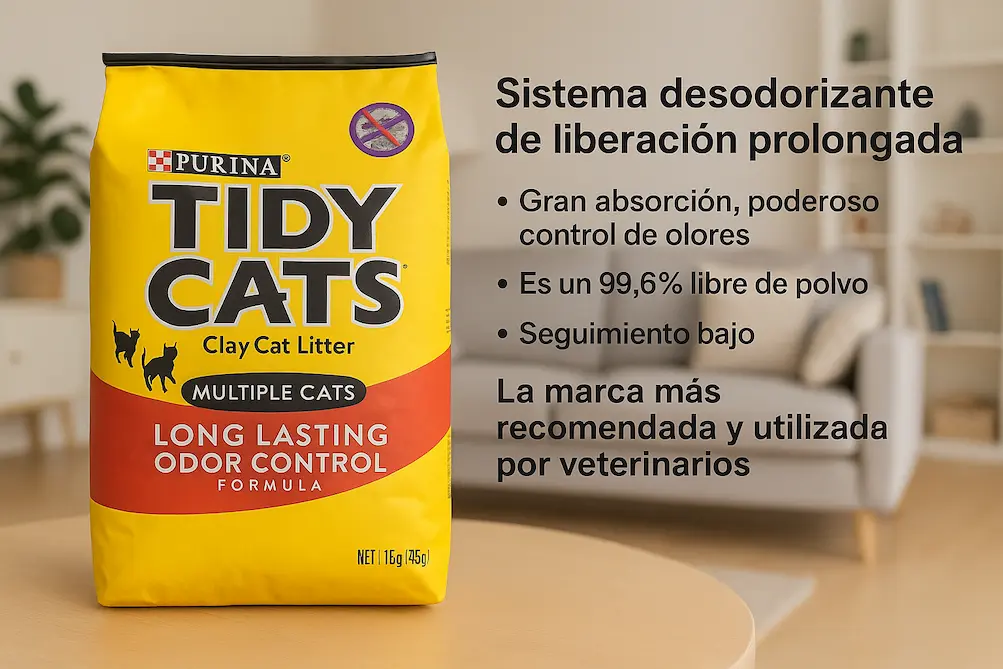 PURINA®
TIDY
CATS
Clay Cat Litter
MULTIPLE CATS
LONG LASTING
ODOR CONTROL
FORMULA
NET
Sistema desodorizante
de liberación prolongada
• Gran absorción, poderoso
control de olores
• Es un 99,6% libre de polvo
• Seguimiento bajo
La marca más
recomendada y utilizada
por veterinarios